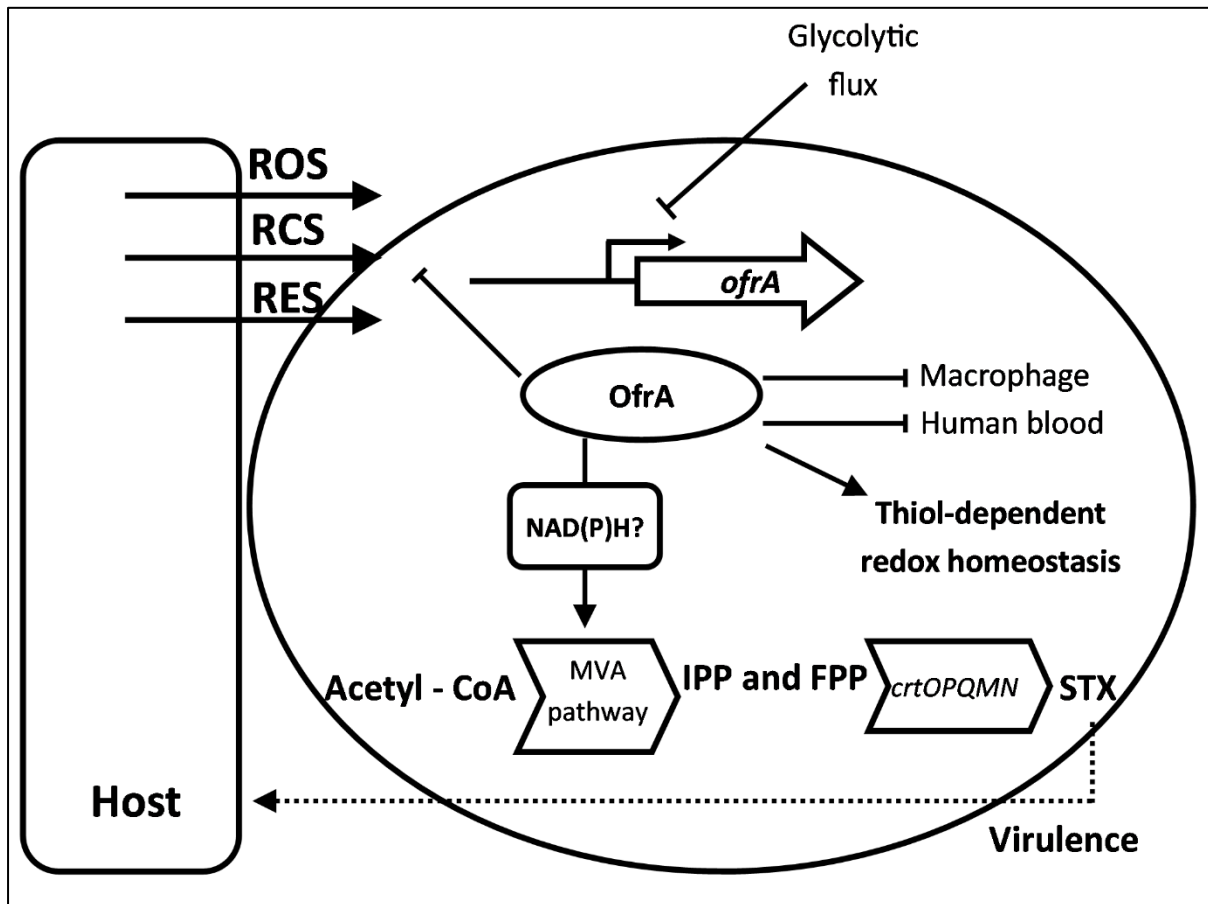 Glycolytic
flux
ROS
RCS
RES
ofrA
OfrA
Macrophage
Human blood
Thiol-dependent
redox homeostasis
NAD(P)H?
Acetyl - CoA
MVA
pathway
IPP and FPP
crtOPQMN
STX
Host
Virulence